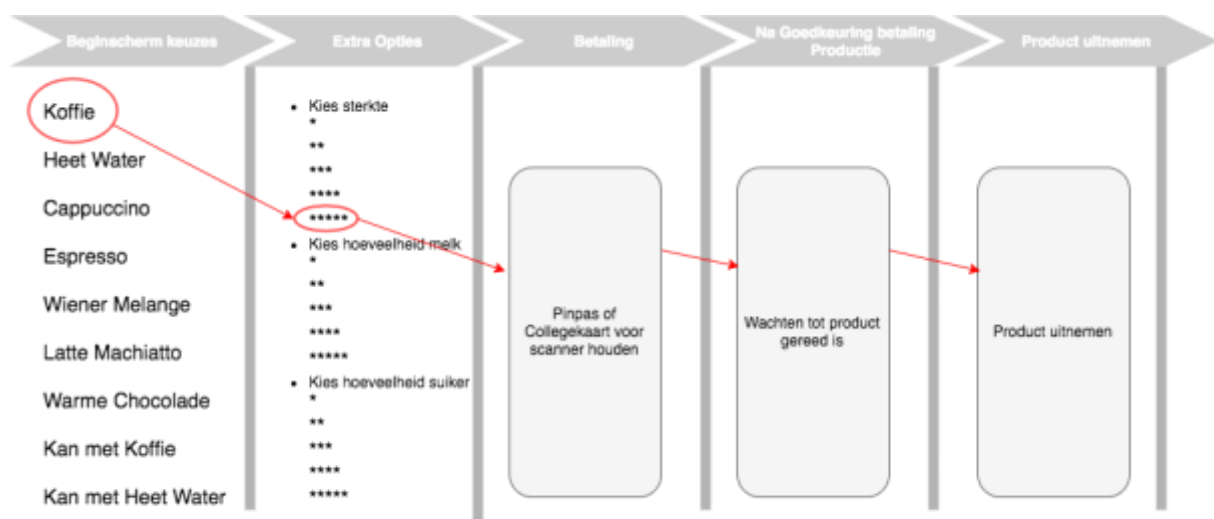 Beginscherm keuzes
Extra Opties
Betaling
Na Goedkeuring betaling
Productie
Product uitnemen
Koffie
Heet Water
Cappuccino
Espresso
Wiener Melange
Latte Machiatto
Warme Chocolade
Kan met Koffie
Kan met Heet Water
• Kies sterkte
*
**
***
****
*****
• Kies hoeveelheid melk
*
**
***
****
*****
• Kies hoeveelheid suiker
*
**
***
****
*****
Pinpas of
Collegekaart voor
scanner houden
Wachten tot product
gereed is
Product uitnemen